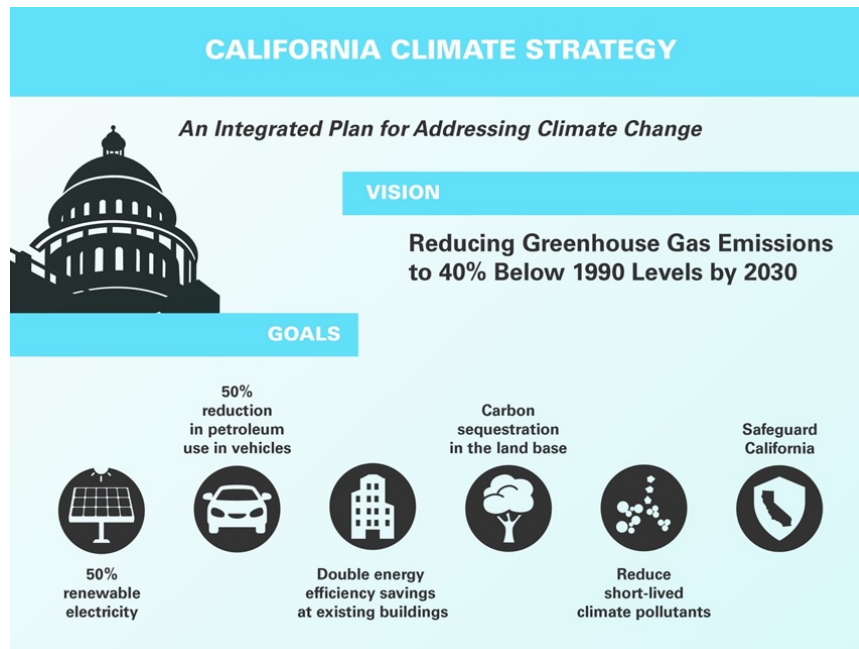 CALIFORNIA CLIMATE STRATEGY
An Integrated Plan for Addressing Climate Change
VISION
Reducing Greenhouse Gas Emissions
to 40% Below 1990 Levels by 2030
GOALS
50%
renewable
electricity
50%
reduction
in petroleum
use in vehicles
Double energy
efficiency savings
at existing buildings
Carbon
sequestration
in the land base
Reduce
short-lived
climate pollutants
Safeguard
California